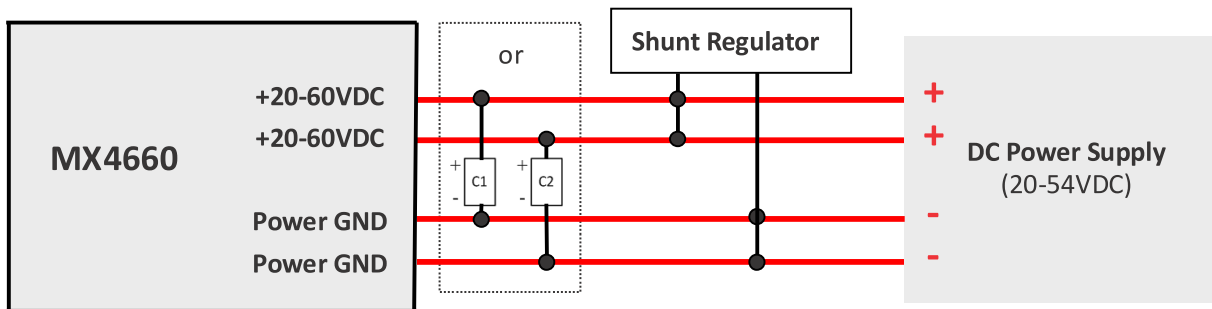 or
Shunt Regulator
MX4660
+20-60VDC
+20-60VDC
Power GND
Power GND
+
-
C1
+
-
C2
+
+
-
-
DC Power Supply
(20-54VDC)